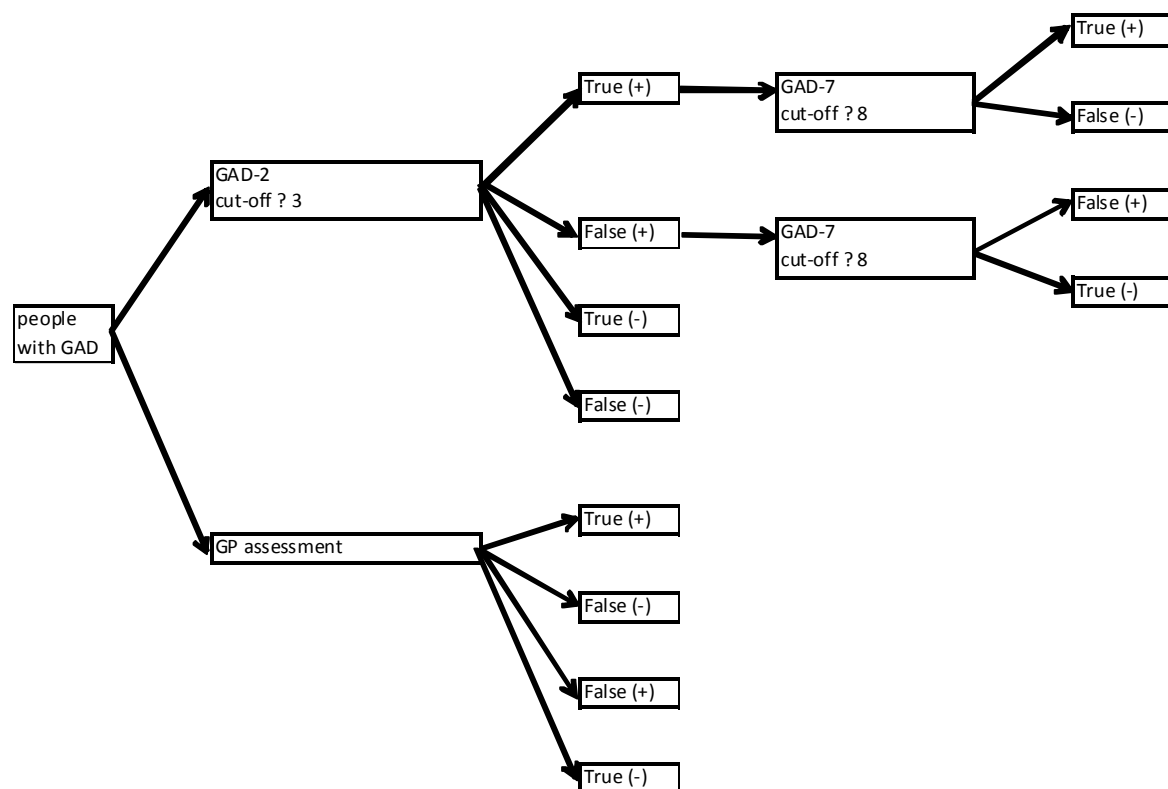 True (+)
True (+)
GAD-7
cut-off ? 8
False (-)
GAD-2
cut-off ? 3
False (+)
False (+)
GAD-7
cut-off ? 8
True (-)
people
with GAD
True (-)
False (-)
True (+)
GP assessment
False (-)
False (+)
True (-)